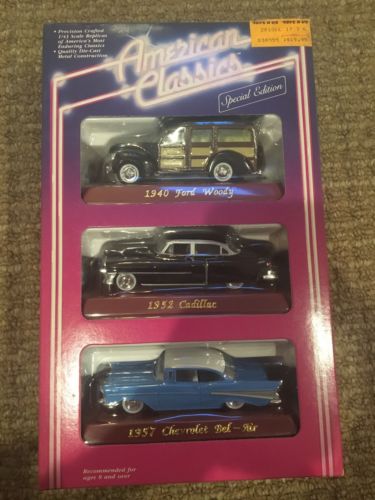 • Precision Crafted
1/43 Scale Replicas
of America's Most
Enduring Classics
• Quality Die-Cast
Metal Construction
American
Classics
Special Edition
1940 Ford Woody
1952 Cadillac
1957 Chevrolet Bel-Air
Recommended for
ages 8 and over